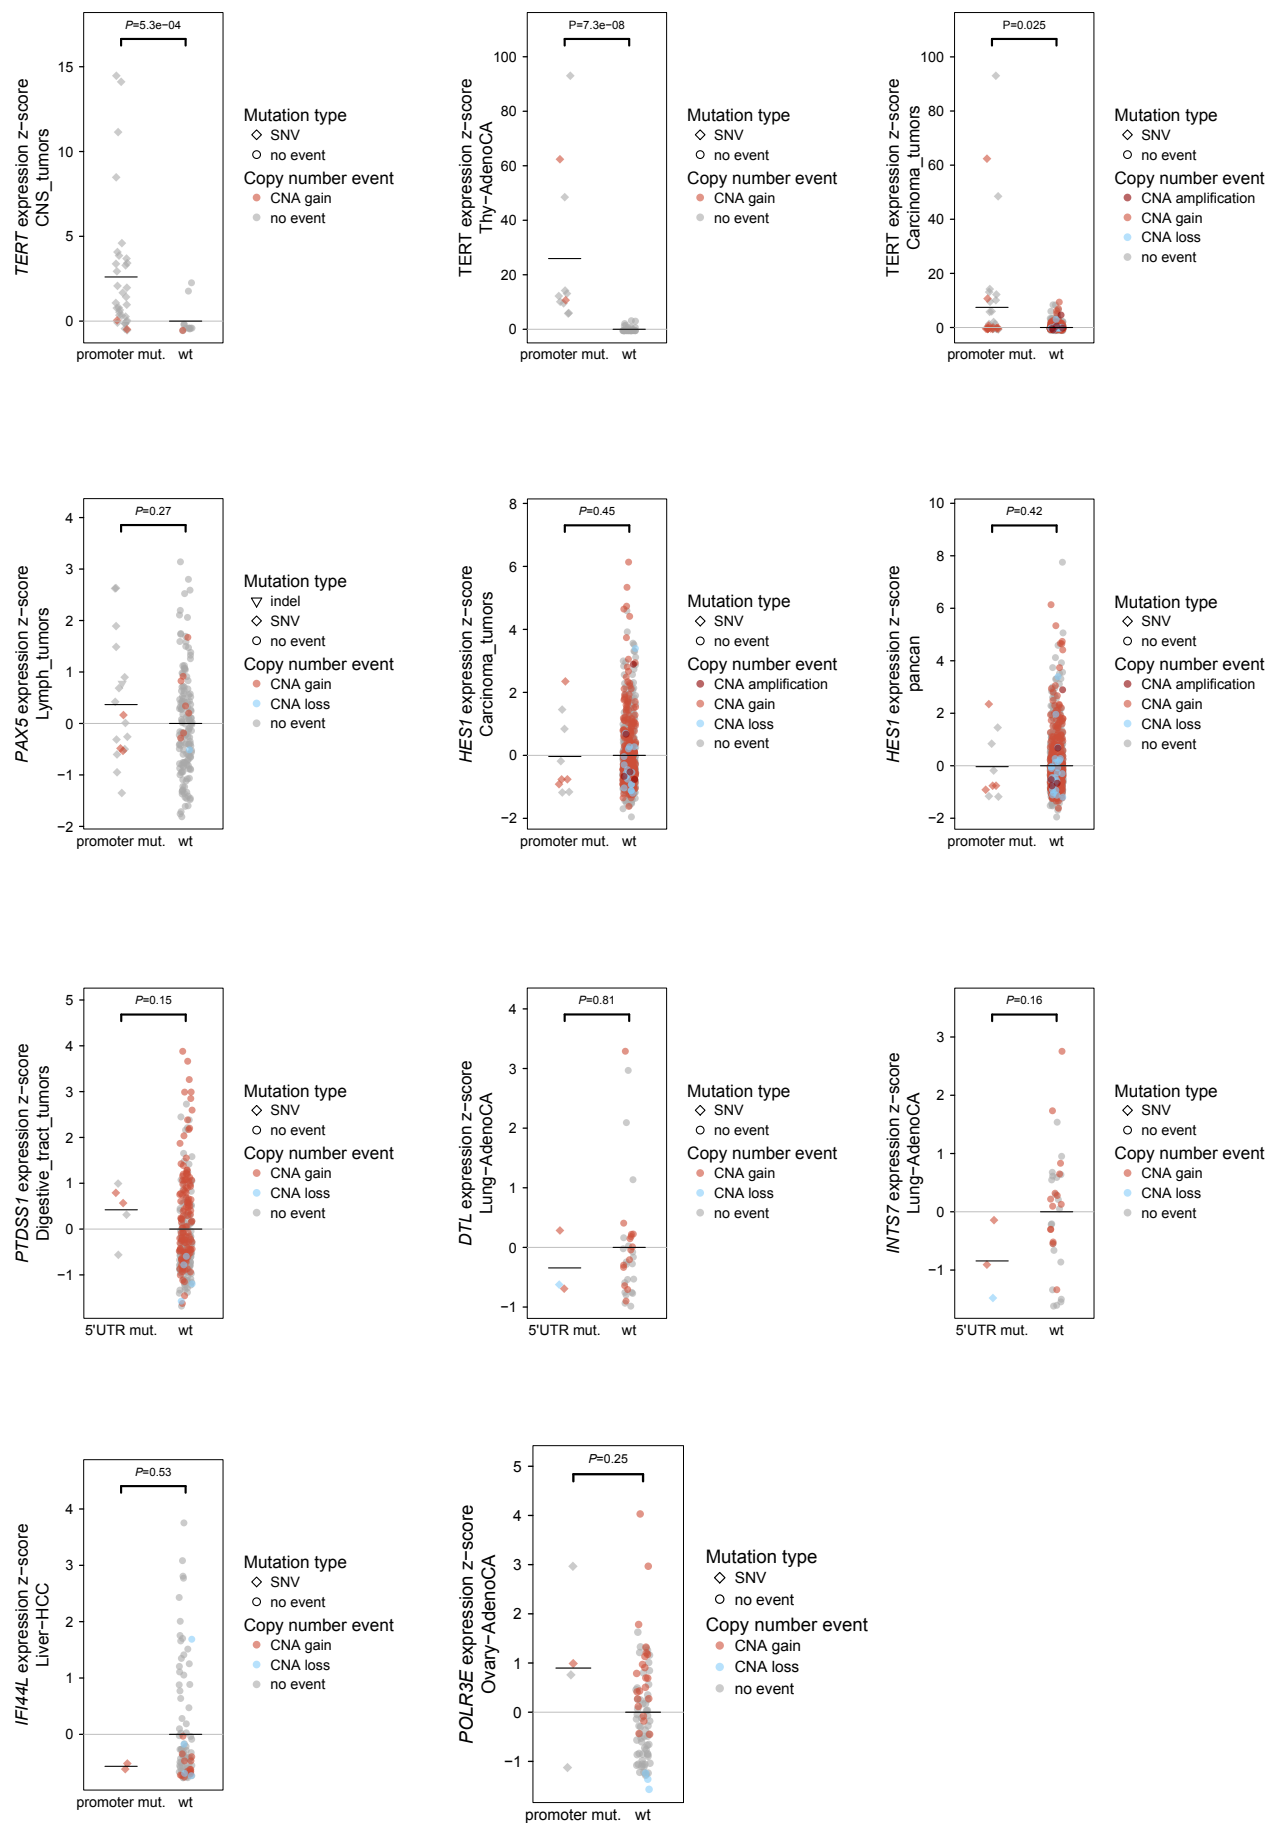 P=5.3e−04
TERT expression z−score
CNS_tumors
15
10
5
0
promoter mut.
wt
Mutation type
SNV
no event
Copy number event
CNA gain
no event
P=7.3e−08
TERT expression z−score
Thy−AdenoCA
100
80
60
40
20
0
promoter mut.
wt
Mutation type
SNV
no event
Copy number event
CNA gain
no event
P=0.025
TERT expression z−score
Carcinoma_tumors
100
80
60
40
20
0
promoter mut.
wt
Mutation type
SNV
no event
Copy number event
CNA amplification
CNA gain
CNA loss
no event
P=0.27
PAX5 expression z−score
Lymph_tumors
4
3
2
1
0
−1
−2
promoter mut.
wt
Mutation type
indel
SNV
no event
Copy number event
CNA gain
CNA loss
no event
P=0.45
HES1 expression z−score
Carcinoma_tumors
8
6
4
2
0
−2
promoter mut.
wt
Mutation type
SNV
no event
Copy number event
CNA amplification
CNA gain
CNA loss
no event
P=0.42
HES1 expression z−score
pancan
10
8
6
4
2
0
−2
promoter mut.
wt
Mutation type
SNV
no event
Copy number event
CNA amplification
CNA gain
CNA loss
no event
P=0.15
PTDSS1 expression z−score
Digestive_tract_tumors
5
4
3
2
1
0
−1
5'UTR mut.
wt
Mutation type
SNV
no event
Copy number event
CNA gain
CNA loss
no event
P=0.81
DTL expression z−score
Lung−AdenoCA
4
3
2
1
0
−1
5'UTR mut.
wt
Mutation type
SNV
no event
Copy number event
CNA gain
CNA loss
no event
P=0.16
INTS7 expression z−score
Lung−AdenoCA
3
2
1
0
−1
5'UTR mut.
wt
Mutation type
SNV
no event
Copy number event
CNA gain
CNA loss
no event
P=0.53
IFI44L expression z−score
Liver−HCC
4
3
2
1
0
promoter mut.
wt
Mutation type
SNV
no event
Copy number event
CNA gain
CNA loss
no event
P=0.25
POLR3E expression z−score
Ovary−AdenoCA
5
4
3
2
1
0
−1
promoter mut.
wt
Mutation type
SNV
no event
Copy number event
CNA gain
CNA loss
no event